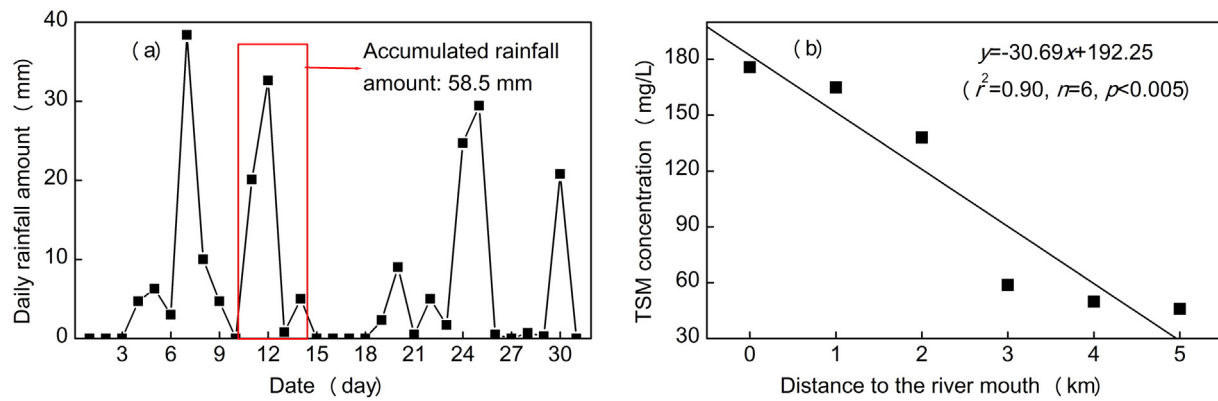 40
30
20
10
0
Daily rainfall amount (mm)
(a)
Accumulated rainfall
amount: 58.5 mm
3 6 9 12 15 18 21 24 27 30
Date (day)
180
150
120
90
60
30
TSM concentration (mg/L)
(b)
y=-30.69x+192.25
(r²=0.90, n=6, p<0.005)
0 1 2 3 4 5
Distance to the river mouth (km)